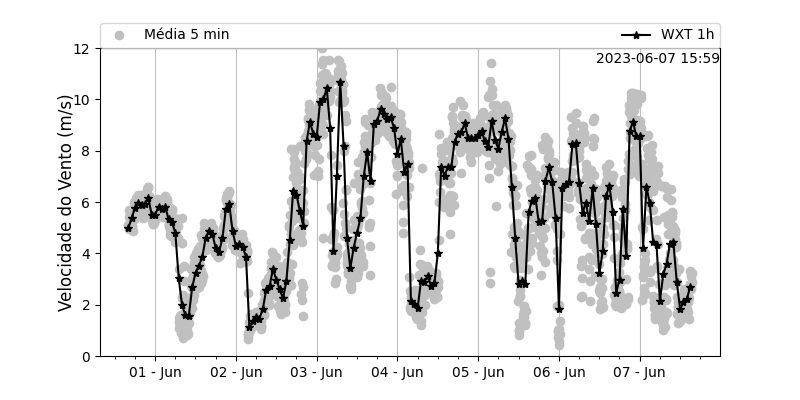 Média 5 min
WXT 1h
2023-06-07 15:59
Velocidade do Vento (m/s)
12
10
8
6
4
2
0
01 - Jun
02 - Jun
03 - Jun
04 - Jun
05 - Jun
06 - Jun
07 - Jun